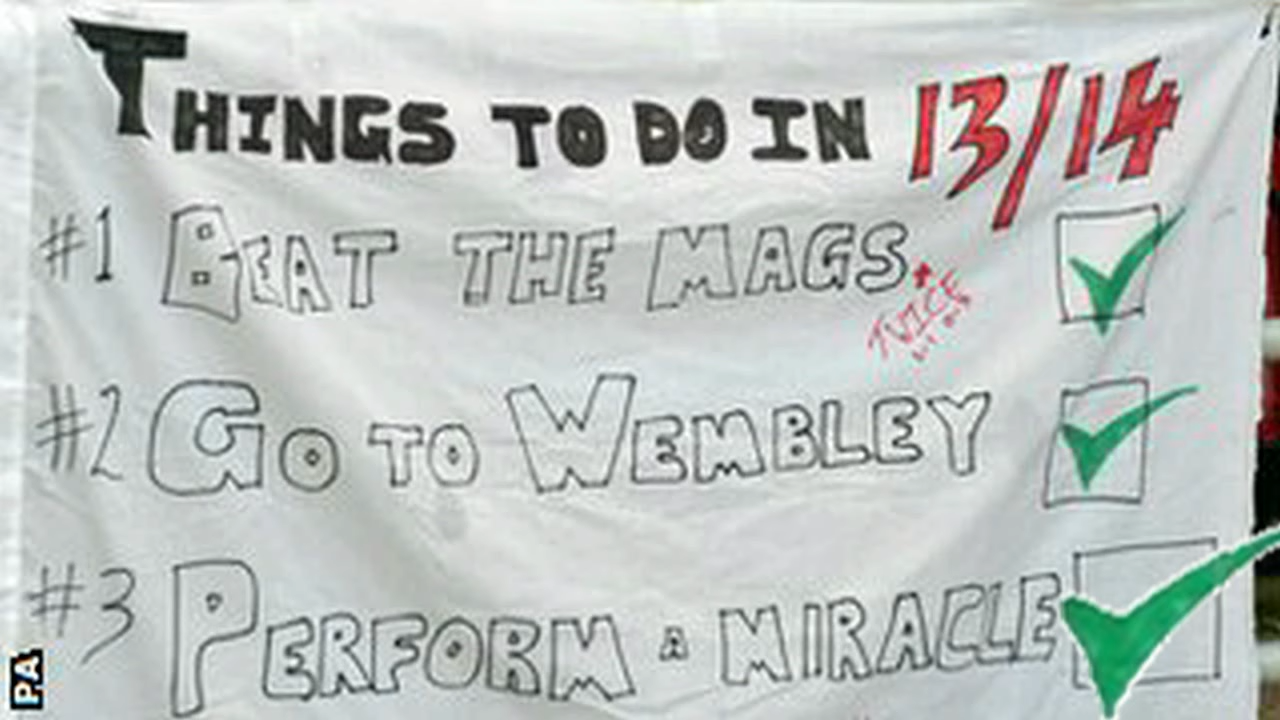 THINGS TO DO IN 13/14
#1 BEAT THE MAGS *
TWICE
#2 GO TO WEMBLEY
#3 PERFORM A MIRACLE
PA